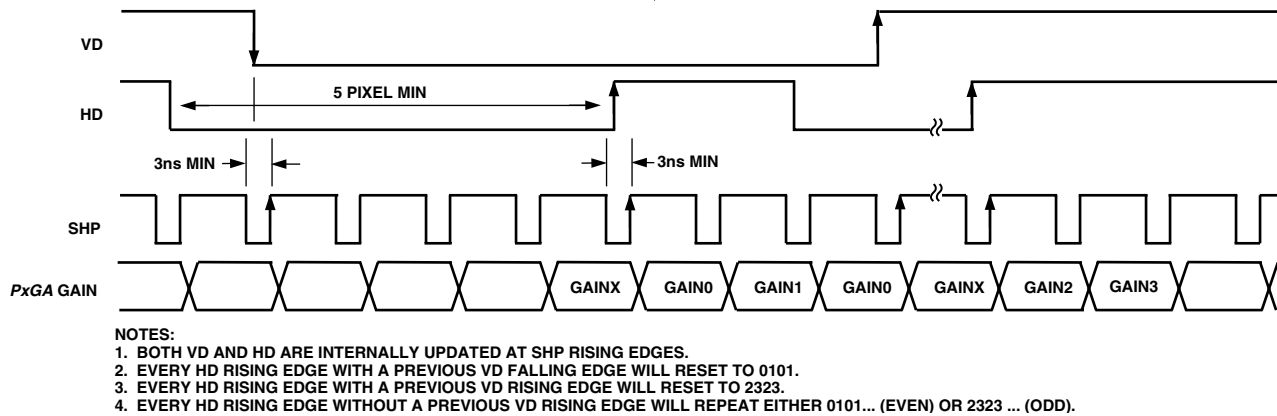 VD
HD
5 PIXEL MIN
3ns MIN
3ns MIN
SHP
PxGA GAIN
GAINX GAIN0 GAIN1 GAIN0 GAINX GAIN2 GAIN3
NOTES:
1. BOTH VD AND HD ARE INTERNALLY UPDATED AT SHP RISING EDGES.
2. EVERY HD RISING EDGE WITH A PREVIOUS VD FALLING EDGE WILL RESET TO 0101.
3. EVERY HD RISING EDGE WITH A PREVIOUS VD RISING EDGE WILL RESET TO 2323.
4. EVERY HD RISING EDGE WITHOUT A PREVIOUS VD RISING EDGE WILL REPEAT EITHER 0101... (EVEN) OR 2323 ... (ODD).